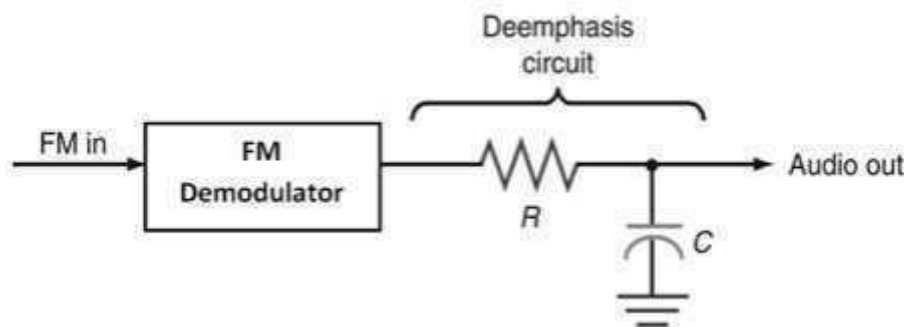 Deemphasis
circuit
FM in
FM
Demodulator
Audio out
R
C